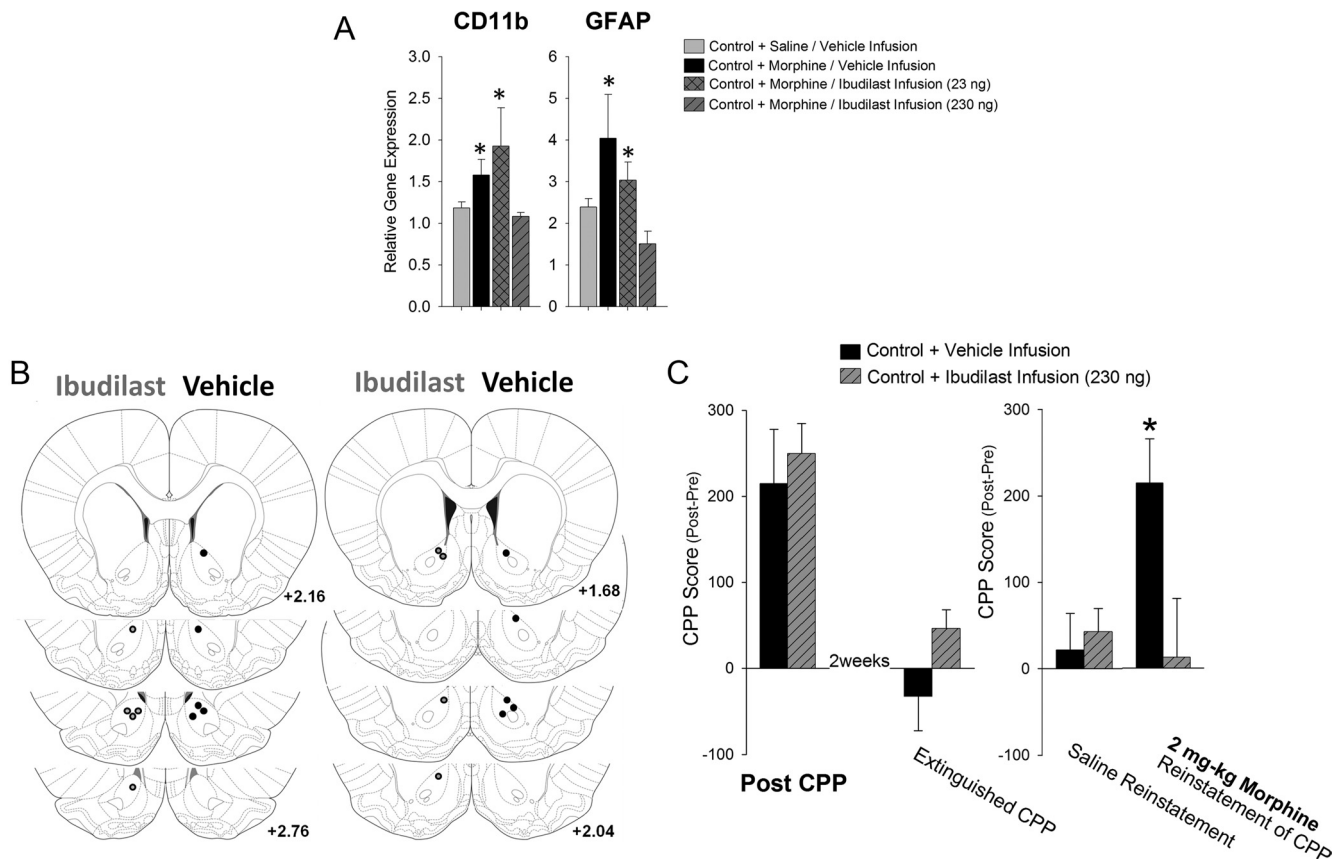 A
CD11b
GFAP
Control + Saline / Vehicle Infusion
Control + Morphine / Vehicle Infusion
Control + Morphine / Ibudilast Infusion (23 ng)
Control + Morphine / Ibudilast Infusion (230 ng)
Relative Gene Expression
3.0
2.5
2.0
1.5
1.0
0.5
0.0
6
5
4
3
2
1
0
*
*
*
*
B
Ibudilast Vehicle
Ibudilast Vehicle
+2.16
+1.68
+2.76
+2.04
C
Control + Vehicle Infusion
Control + Ibudilast Infusion (230 ng)
CPP Score (Post-Pre)
300
200
100
0
-100
2weeks
Post CPP
Extinguished CPP
CPP Score (Post-Pre)
300
200
100
0
-100
*
Saline Reinstatement
2 mg-kg Morphine
Reinstatement of CPP